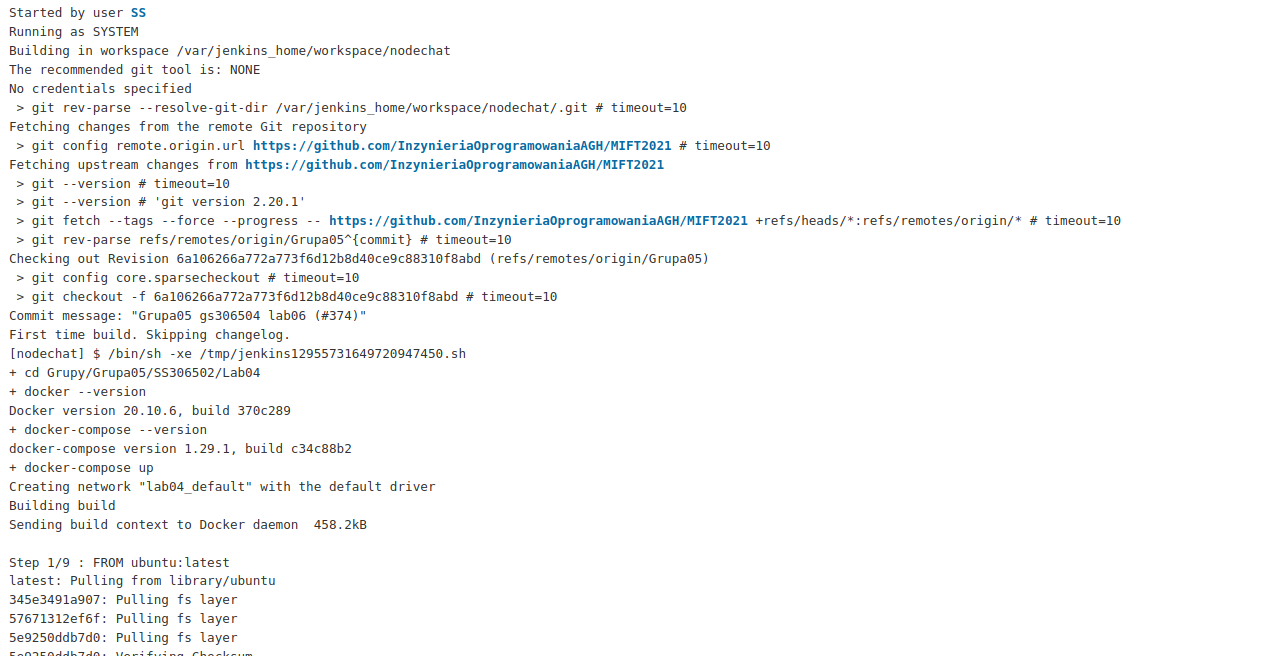 Started by user SS
Running as SYSTEM
Building in workspace /var/jenkins_home/workspace/nodechat
The recommended git tool is: NONE
No credentials specified
 > git rev-parse --resolve-git-dir /var/jenkins_home/workspace/nodechat/.git # timeout=10
Fetching changes from the remote Git repository
 > git config remote.origin.url https://github.com/InzynieriaOprogramowaniaAGH/MIFT2021 # timeout=10
Fetching upstream changes from https://github.com/InzynieriaOprogramowaniaAGH/MIFT2021
 > git --version # timeout=10
 > git --version # 'git version 2.20.1'
 > git fetch --tags --force --progress -- https://github.com/InzynieriaOprogramowaniaAGH/MIFT2021 +refs/heads/*:refs/remotes/origin/* # timeout=10
 > git rev-parse refs/remotes/origin/Grupa05^{commit} # timeout=10
Checking out Revision 6a106266a772a773f6d12b8d40ce9c88310f8abd (refs/remotes/origin/Grupa05)
 > git config core.sparsecheckout # timeout=10
 > git checkout -f 6a106266a772a773f6d12b8d40ce9c88310f8abd # timeout=10
Commit message: "Grupa05 gs306504 lab06 (#374)"
First time build. Skipping changelog.
[nodechat] $ /bin/sh -xe /tmp/jenkins12955731649720947450.sh
+ cd Grupy/Grupa05/SS306502/Lab04
+ docker --version
Docker version 20.10.6, build 370c289
+ docker-compose --version
docker-compose version 1.29.1, build c34c88b2
+ docker-compose up
Creating network "lab04_default" with the default driver
Building build
Sending build context to Docker daemon  458.2kB

Step 1/9 : FROM ubuntu:latest
latest: Pulling from library/ubuntu
345e3491a907: Pulling fs layer
57671312ef6f: Pulling fs layer
5e9250ddb7d0: Pulling fs layer
5e9250ddb7d0: Verifying Checksum